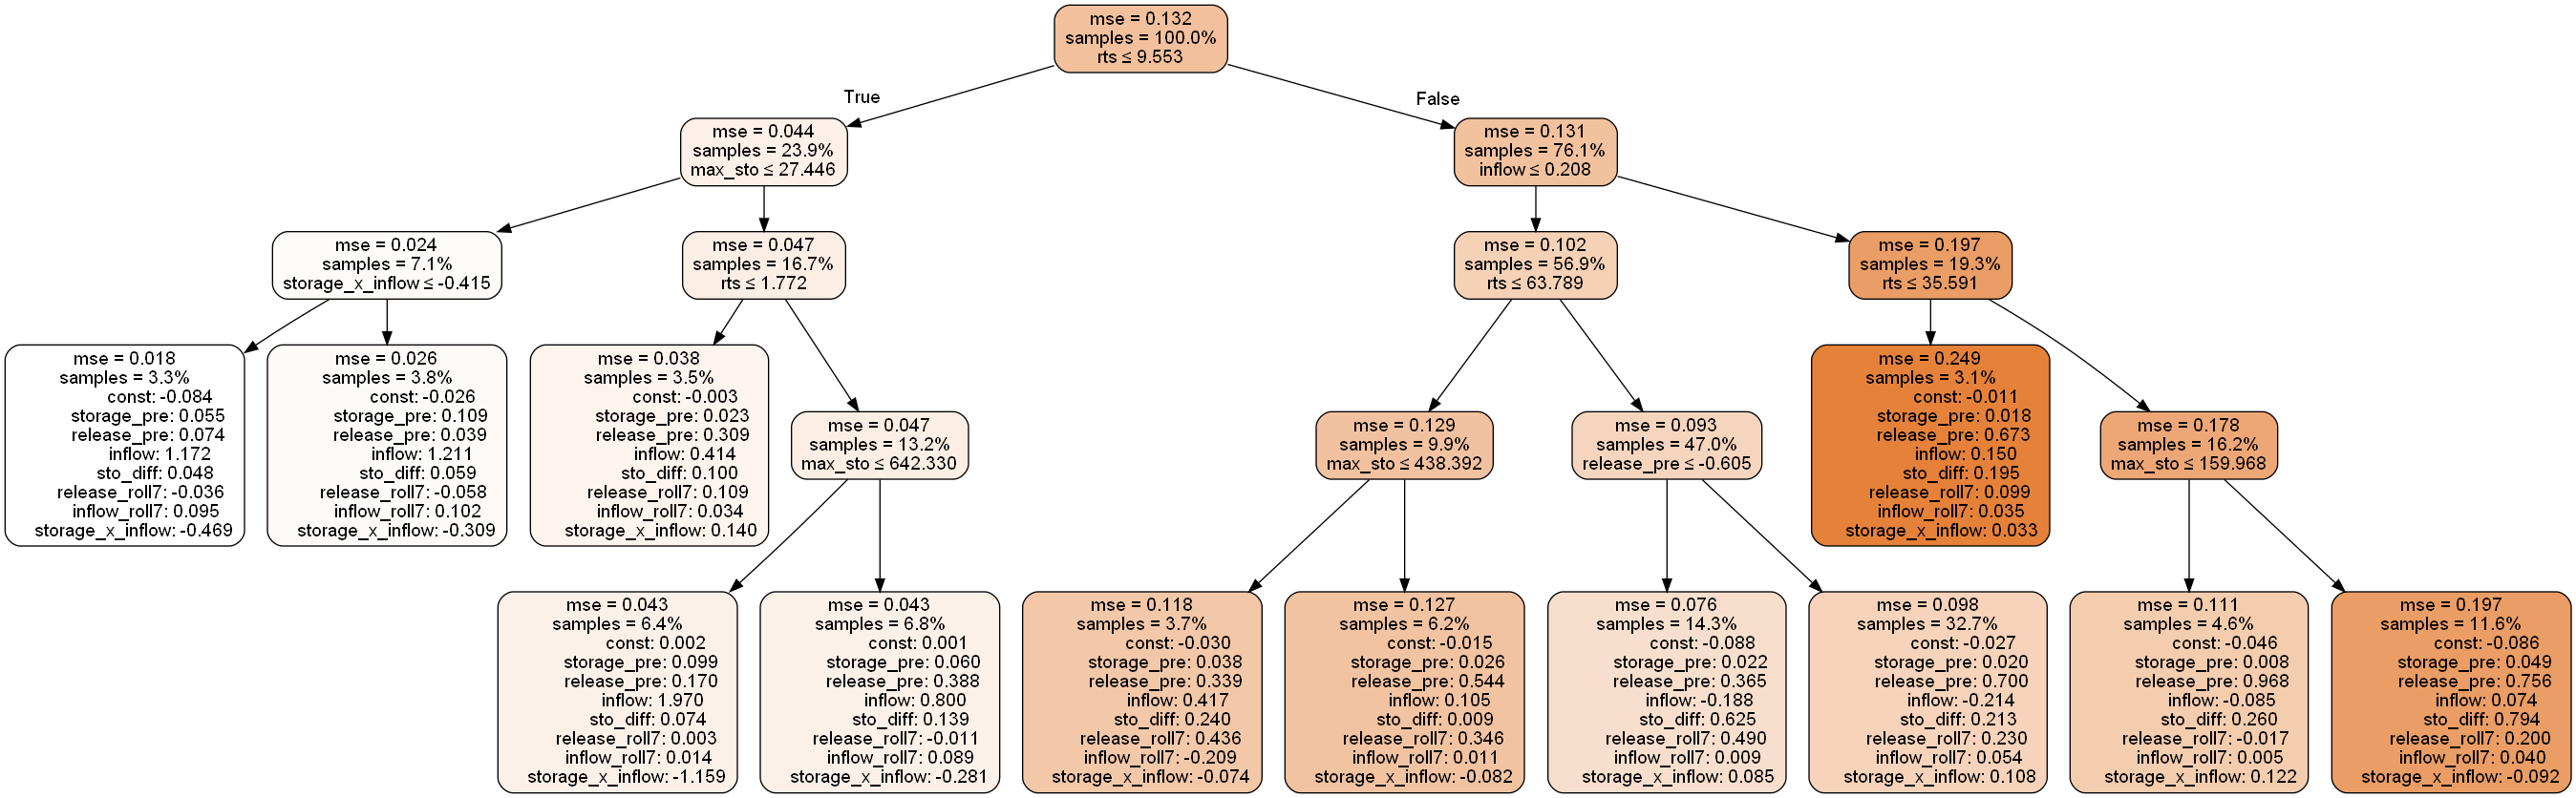 mse = 0.132
samples = 100.0%
rts ≤ 9.553
True
False
mse = 0.044
samples = 23.9%
max_sto ≤ 27.446
mse = 0.131
samples = 76.1%
inflow ≤ 0.208
mse = 0.024
samples = 7.1%
storage_x_inflow ≤ -0.415
mse = 0.047
samples = 16.7%
rts ≤ 1.772
mse = 0.102
samples = 56.9%
rts ≤ 63.789
mse = 0.197
samples = 19.3%
rts ≤ 35.591
mse = 0.018
samples = 3.3%
const: -0.084
storage_pre: 0.055
release_pre: 0.074
inflow: 1.172
sto_diff: 0.048
release_roll7: -0.036
inflow_roll7: 0.095
storage_x_inflow: -0.469
mse = 0.026
samples = 3.8%
const: -0.026
storage_pre: 0.109
release_pre: 0.039
inflow: 1.211
sto_diff: 0.059
release_roll7: -0.058
inflow_roll7: 0.102
storage_x_inflow: -0.309
mse = 0.038
samples = 3.5%
const: -0.003
storage_pre: 0.023
release_pre: 0.309
inflow: 0.414
sto_diff: 0.100
release_roll7: 0.109
inflow_roll7: 0.034
storage_x_inflow: 0.140
mse = 0.047
samples = 13.2%
max_sto ≤ 642.330
mse = 0.129
samples = 9.9%
max_sto ≤ 438.392
mse = 0.093
samples = 47.0%
release_pre ≤ -0.605
mse = 0.249
samples = 3.1%
const: -0.011
storage_pre: 0.018
release_pre: 0.673
inflow: 0.150
sto_diff: 0.195
release_roll7: 0.099
inflow_roll7: 0.035
storage_x_inflow: 0.033
mse = 0.178
samples = 16.2%
max_sto ≤ 159.968
mse = 0.043
samples = 6.4%
const: 0.002
storage_pre: 0.099
release_pre: 0.170
inflow: 1.970
sto_diff: 0.074
release_roll7: 0.003
inflow_roll7: 0.014
storage_x_inflow: -1.159
mse = 0.043
samples = 6.8%
const: 0.001
storage_pre: 0.060
release_pre: 0.388
inflow: 0.800
sto_diff: 0.139
release_roll7: -0.011
inflow_roll7: 0.089
storage_x_inflow: -0.281
mse = 0.118
samples = 3.7%
const: -0.030
storage_pre: 0.038
release_pre: 0.339
inflow: 0.417
sto_diff: 0.240
release_roll7: 0.436
inflow_roll7: -0.209
storage_x_inflow: -0.074
mse = 0.127
samples = 6.2%
const: -0.015
storage_pre: 0.026
release_pre: 0.544
inflow: 0.105
sto_diff: 0.009
release_roll7: 0.346
inflow_roll7: 0.011
storage_x_inflow: -0.082
mse = 0.076
samples = 14.3%
const: -0.088
storage_pre: 0.022
release_pre: 0.365
inflow: -0.188
sto_diff: 0.625
release_roll7: 0.490
inflow_roll7: 0.009
storage_x_inflow: 0.085
mse = 0.098
samples = 32.7%
const: -0.027
storage_pre: 0.020
release_pre: 0.700
inflow: -0.214
sto_diff: 0.213
release_roll7: 0.230
inflow_roll7: 0.054
storage_x_inflow: 0.108
mse = 0.111
samples = 4.6%
const: -0.046
storage_pre: 0.008
release_pre: 0.968
inflow: -0.085
sto_diff: 0.260
release_roll7: -0.017
inflow_roll7: 0.005
storage_x_inflow: 0.122
mse = 0.197
samples = 11.6%
const: -0.086
storage_pre: 0.049
release_pre: 0.756
inflow: 0.074
sto_diff: 0.794
release_roll7: 0.200
inflow_roll7: 0.040
storage_x_inflow: -0.092